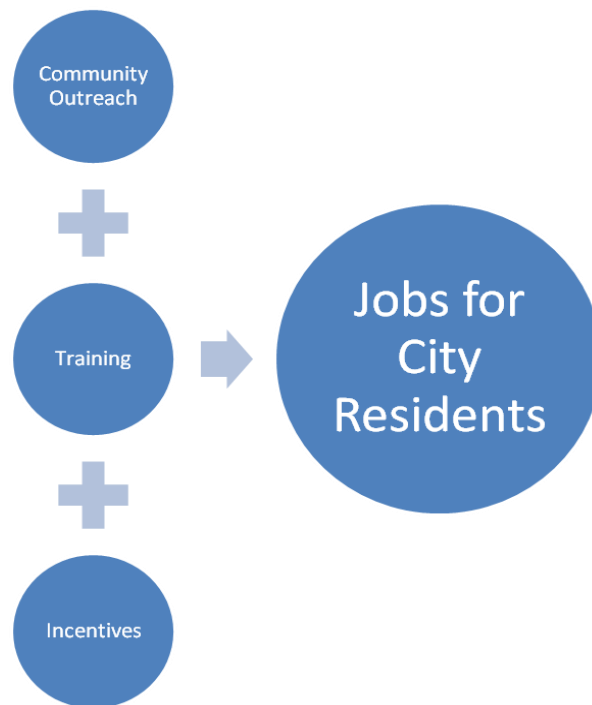 Community
Outreach
Training
Incentives
Jobs for
City
Residents